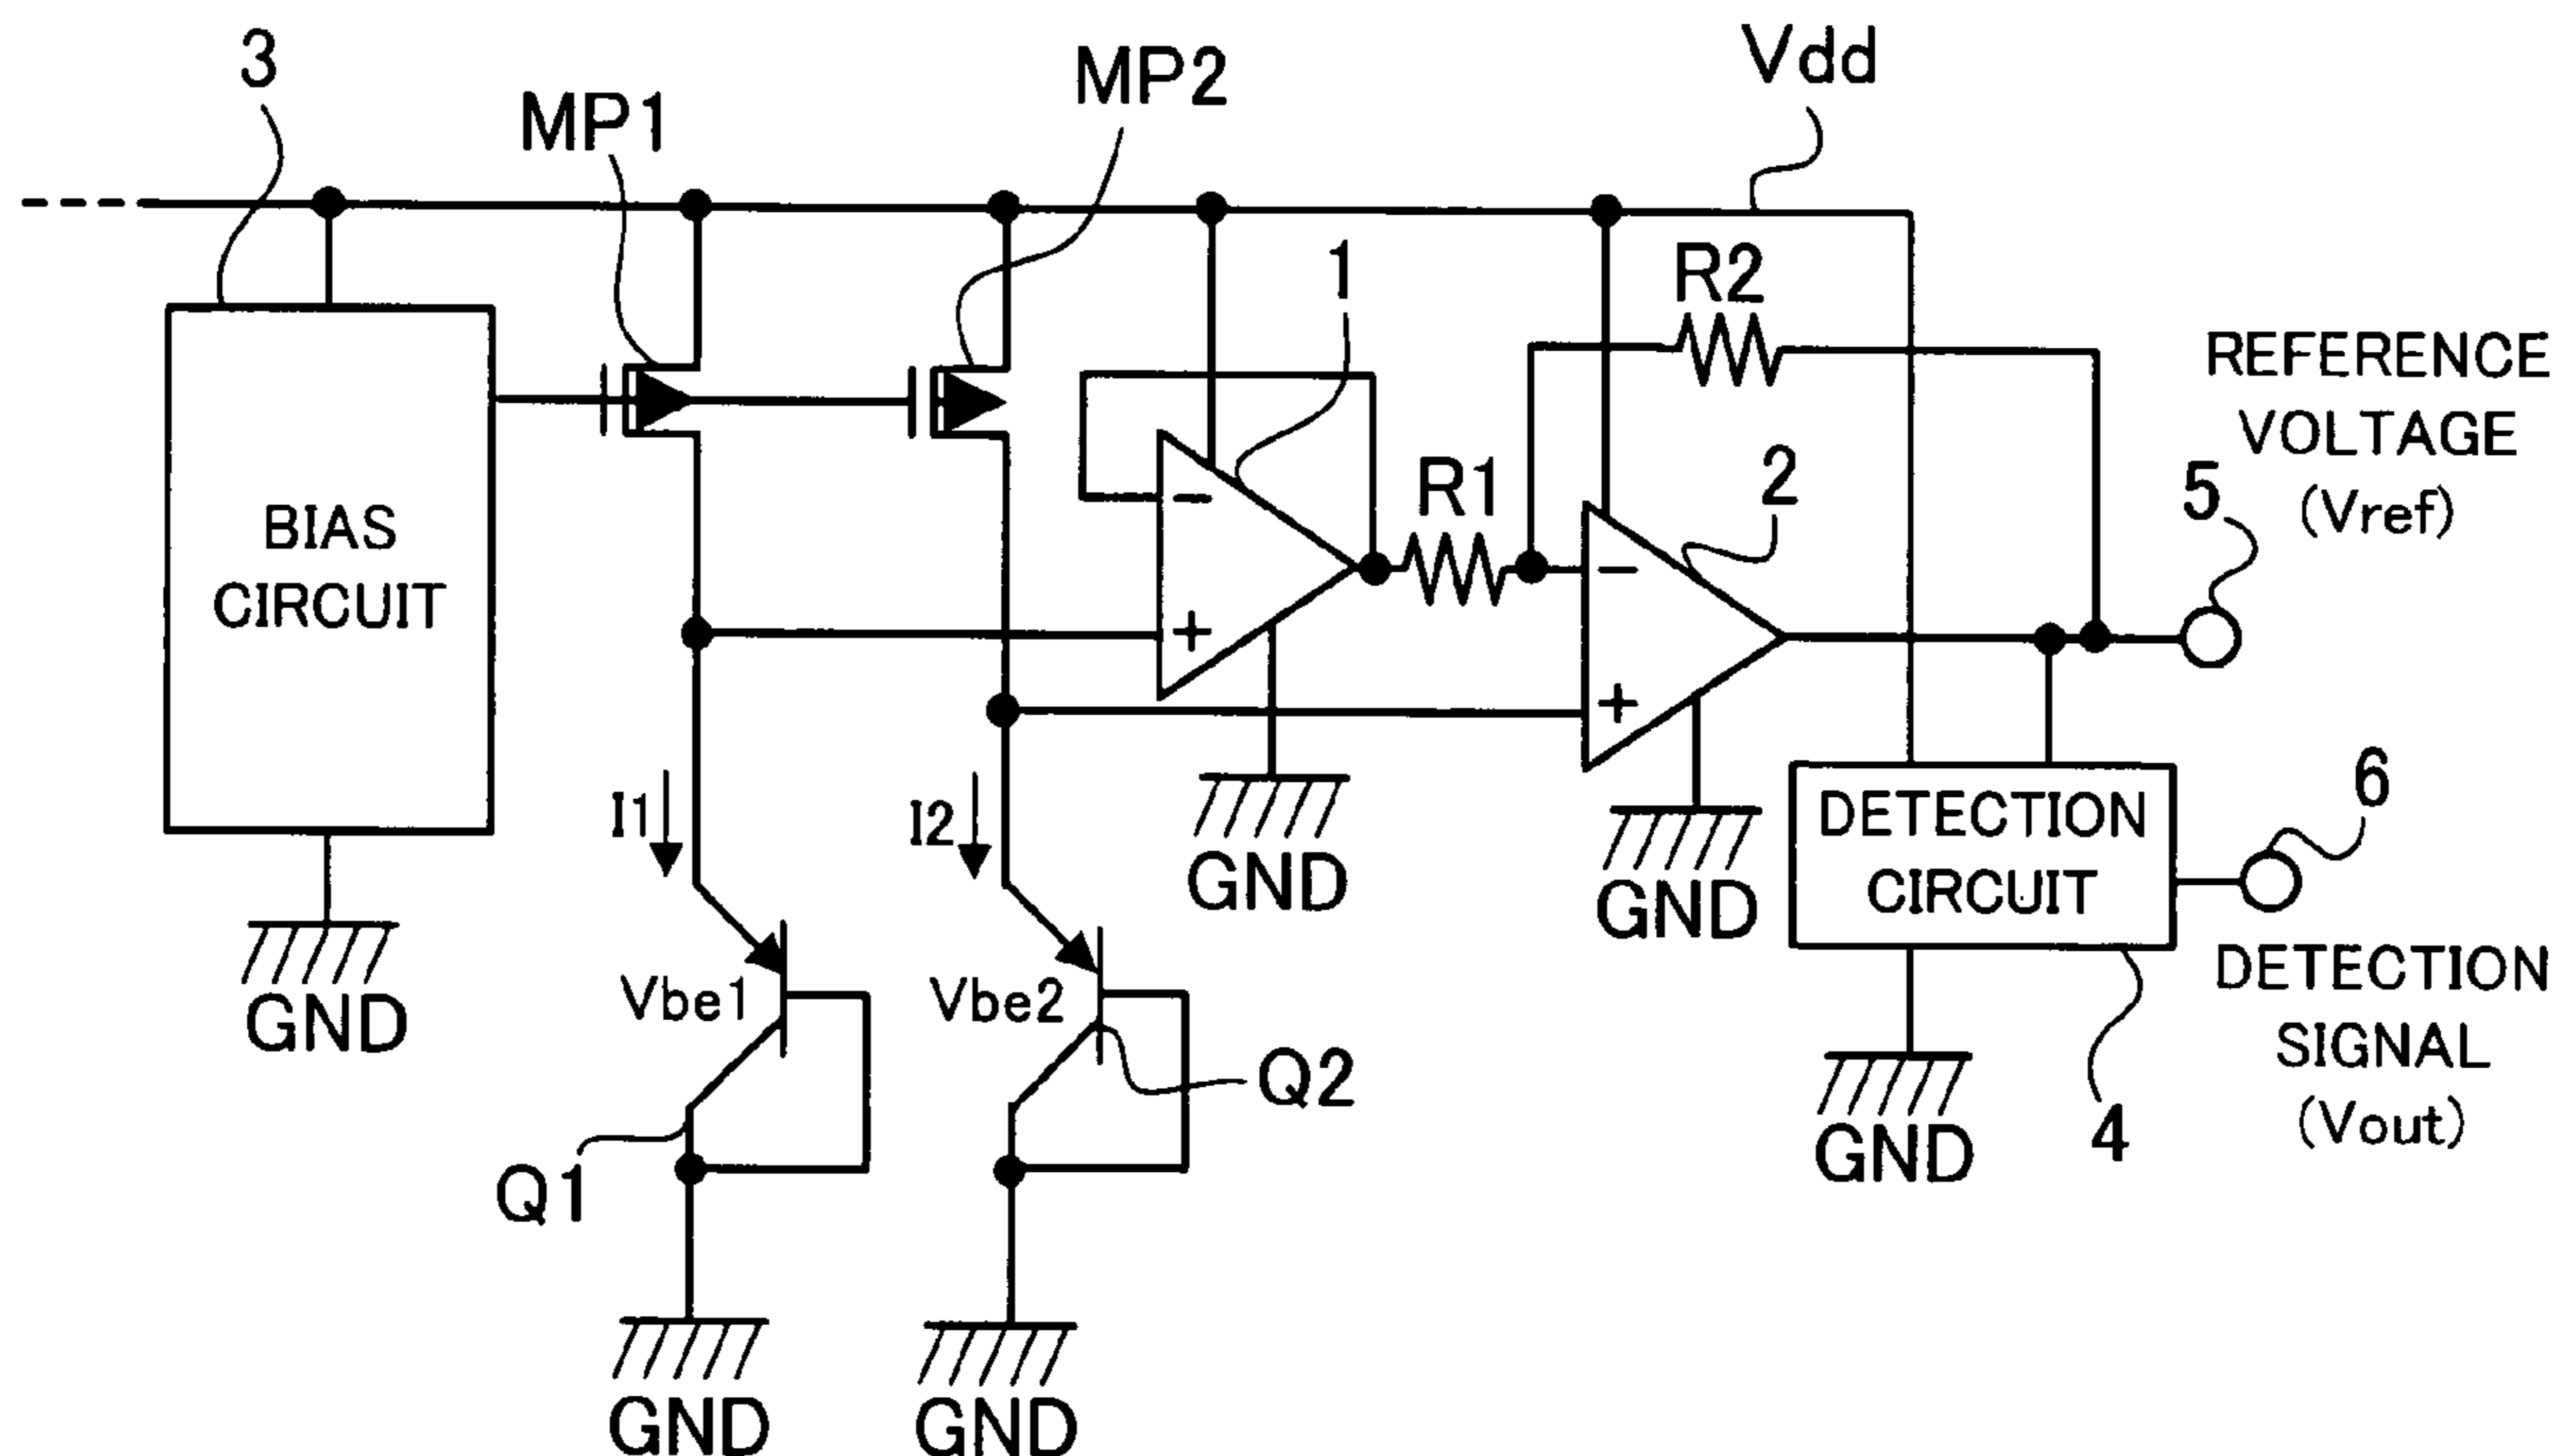 3
MP1
MP2
Vdd
1
R2
REFERENCE
VOLTAGE
(Vref)
5
BIAS
CIRCUIT
−
+
R1
2
−
+
I1
I2
GND
GND
DETECTION
CIRCUIT
6
DETECTION
SIGNAL
(Vout)
GND
Vbe1
Vbe2
Q1
Q2
GND
4
GND
GND